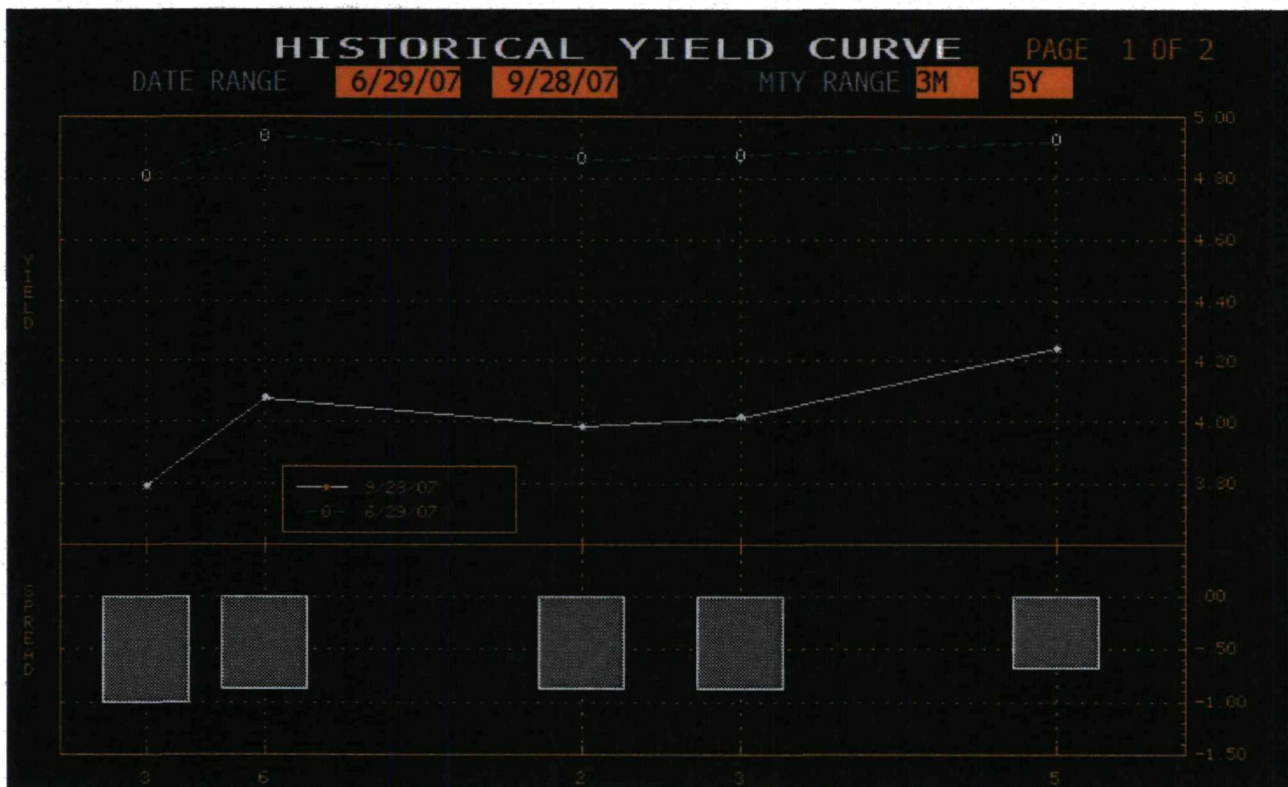 HISTORICAL YIELD CURVE PAGE 1 OF 2
DATE RANGE 6/29/07 9/28/07 MTY RANGE 3M 5Y
5.00
4.80
4.60
YIELD
4.40
4.20
4.00
3.80
9/28/07
6/29/07
SPREAD
.00
-.50
-1.00
-1.50
3 6 2 3 5